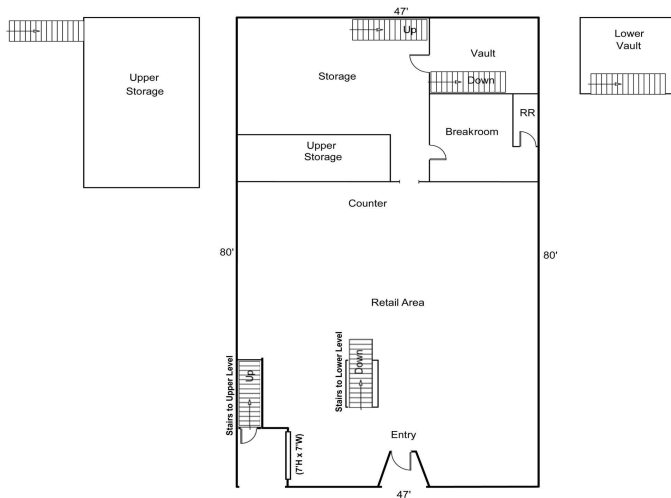 47'
Up
Upper
Storage
Storage
Vault
Down
Lower
Vault
RR
Breakroom
Upper
Storage
Counter
80'
80'
Retail Area
Stairs to Upper Level
Up
Stairs to Lower Level
Down
(7'H x 7'W)
Entry
47'